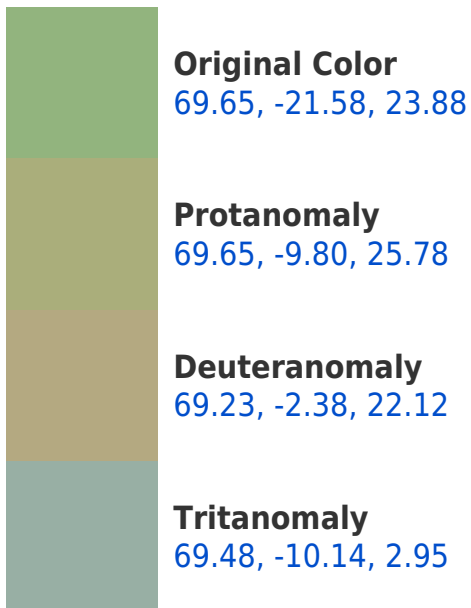 Original Color
69.65, -21.58, 23.88
Protanomaly
69.65, -9.80, 25.78
Deuteranomaly
69.23, -2.38, 22.12
Tritanomaly
69.48, -10.14, 2.95